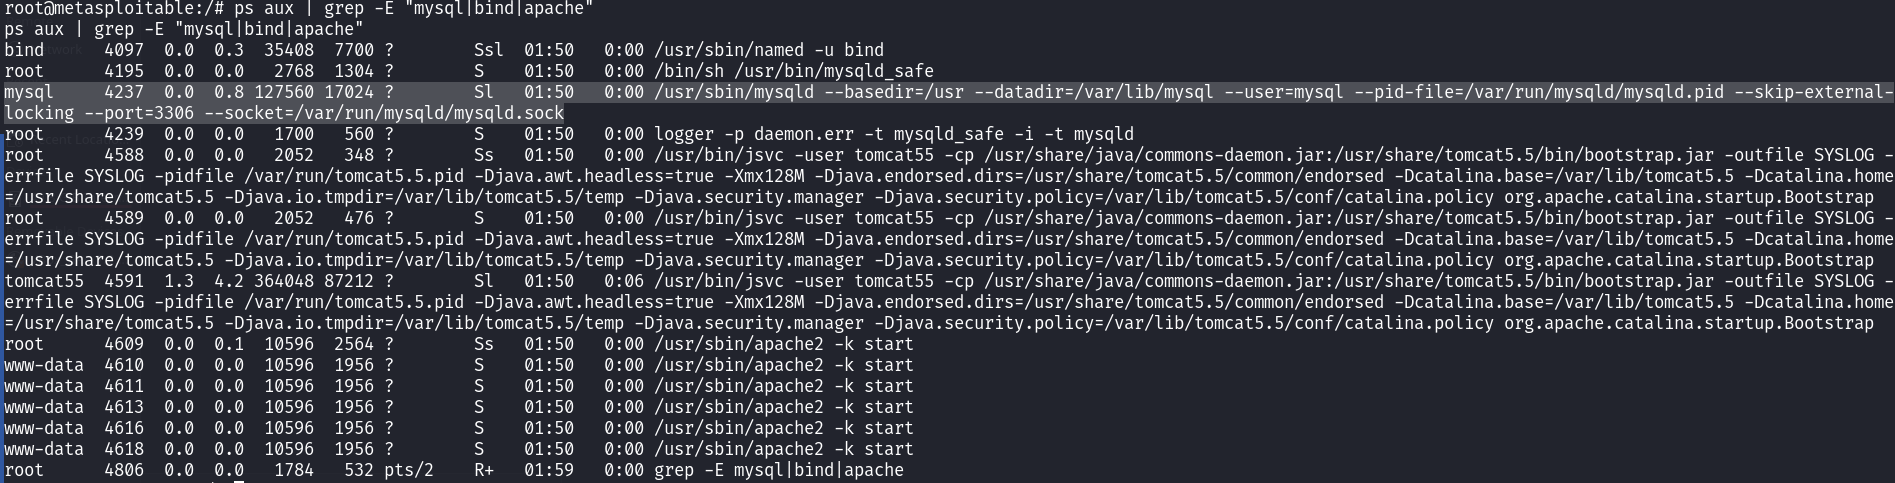 root@metasploitable:/# ps aux | grep -E "mysql|bind|apache"
ps aux | grep -E "mysql|bind|apache"
bind      4097  0.0  0.3  35408  7700 ?        Ssl  01:50   0:00 /usr/sbin/named -u bind
root      4195  0.0  0.0   2768  1304 ?        S    01:50   0:00 /bin/sh /usr/bin/mysqld_safe
mysql     4237  0.0  0.8 127560 17024 ?        Sl   01:50   0:00 /usr/sbin/mysqld --basedir=/usr --datadir=/var/lib/mysql --user=mysql --pid-file=/var/run/mysqld/mysqld.pid --skip-external-
locking --port=3306 --socket=/var/run/mysqld/mysqld.sock
root      4239  0.0  0.0   1700   560 ?        S    01:50   0:00 logger -p daemon.err -t mysqld_safe -i -t mysqld
root      4588  0.0  0.0   2052   348 ?        Ss   01:50   0:00 /usr/bin/jsvc -user tomcat55 -cp /usr/share/java/commons-daemon.jar:/usr/share/tomcat5.5/bin/bootstrap.jar -outfile SYSLOG -
errfile SYSLOG -pidfile /var/run/tomcat5.5.pid -Djava.awt.headless=true -Xmx128M -Djava.endorsed.dirs=/usr/share/tomcat5.5/common/endorsed -Dcatalina.base=/var/lib/tomcat5.5 -Dcatalina.home
=/usr/share/tomcat5.5 -Djava.io.tmpdir=/var/lib/tomcat5.5/temp -Djava.security.manager -Djava.security.policy=/var/lib/tomcat5.5/conf/catalina.policy org.apache.catalina.startup.Bootstrap
root      4589  0.0  0.0   2052   476 ?        S    01:50   0:00 /usr/bin/jsvc -user tomcat55 -cp /usr/share/java/commons-daemon.jar:/usr/share/tomcat5.5/bin/bootstrap.jar -outfile SYSLOG -
errfile SYSLOG -pidfile /var/run/tomcat5.5.pid -Djava.awt.headless=true -Xmx128M -Djava.endorsed.dirs=/usr/share/tomcat5.5/common/endorsed -Dcatalina.base=/var/lib/tomcat5.5 -Dcatalina.home
=/usr/share/tomcat5.5 -Djava.io.tmpdir=/var/lib/tomcat5.5/temp -Djava.security.manager -Djava.security.policy=/var/lib/tomcat5.5/conf/catalina.policy org.apache.catalina.startup.Bootstrap
tomcat55  4591  1.3  4.2 364048 87212 ?        Sl   01:50   0:06 /usr/bin/jsvc -user tomcat55 -cp /usr/share/java/commons-daemon.jar:/usr/share/tomcat5.5/bin/bootstrap.jar -outfile SYSLOG -
errfile SYSLOG -pidfile /var/run/tomcat5.5.pid -Djava.awt.headless=true -Xmx128M -Djava.endorsed.dirs=/usr/share/tomcat5.5/common/endorsed -Dcatalina.base=/var/lib/tomcat5.5 -Dcatalina.home
=/usr/share/tomcat5.5 -Djava.io.tmpdir=/var/lib/tomcat5.5/temp -Djava.security.manager -Djava.security.policy=/var/lib/tomcat5.5/conf/catalina.policy org.apache.catalina.startup.Bootstrap
root      4609  0.0  0.1  10596  2564 ?        Ss   01:50   0:00 /usr/sbin/apache2 -k start
www-data  4610  0.0  0.0  10596  1956 ?        S    01:50   0:00 /usr/sbin/apache2 -k start
www-data  4611  0.0  0.0  10596  1956 ?        S    01:50   0:00 /usr/sbin/apache2 -k start
www-data  4613  0.0  0.0  10596  1956 ?        S    01:50   0:00 /usr/sbin/apache2 -k start
www-data  4616  0.0  0.0  10596  1956 ?        S    01:50   0:00 /usr/sbin/apache2 -k start
www-data  4618  0.0  0.0  10596  1956 ?        S    01:50   0:00 /usr/sbin/apache2 -k start
root      4806  0.0  0.0   1784   532 pts/2    R+   01:59   0:00 grep -E mysql|bind|apache